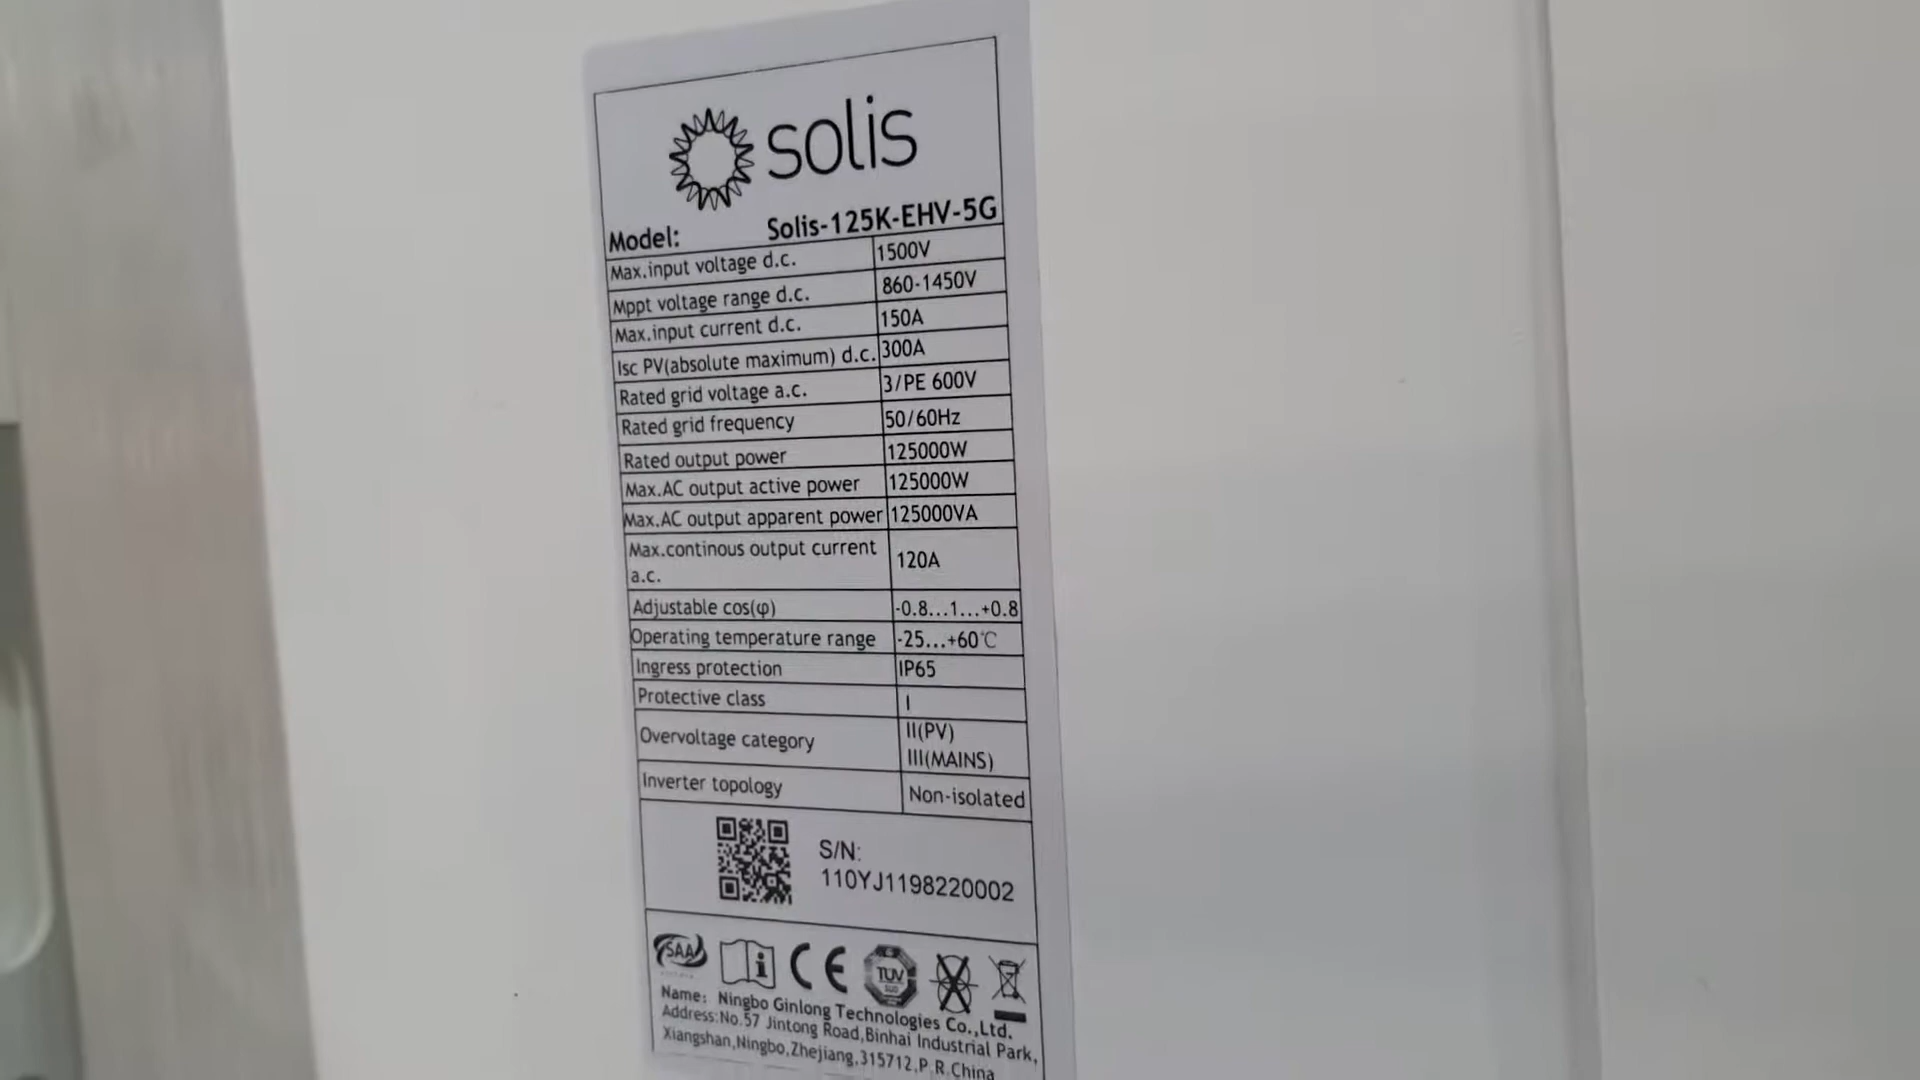 solis
Model: Solis-125K-EHV-5G
Max.input voltage d.c. 1500V
Mppt voltage range d.c. 860-1450V
Max.input current d.c. 150A
Isc PV(absolute maximum) d.c. 300A
Rated grid voltage a.c. 3/PE 600V
Rated grid frequency 50/60Hz
Rated output power 125000W
Max.AC output active power 125000W
Max.AC output apparent power 125000VA
Max.continous output current
a.c. 120A
Adjustable cos(φ) -0.8...1...+0.8
Operating temperature range -25...+60℃
Ingress protection IP65
Protective class I
Overvoltage category II(PV)
III(MAINS)
Inverter topology Non-isolated
S/N:
110YJ1198220002
SAA i CE TÜV SÜD
Name: Ningbo Ginlong Technologies Co.,Ltd.
Address:No.57 Jintong Road,Binhai Industrial Park,
Xiangshan,Ningbo,Zhejiang,315712,P.R.China